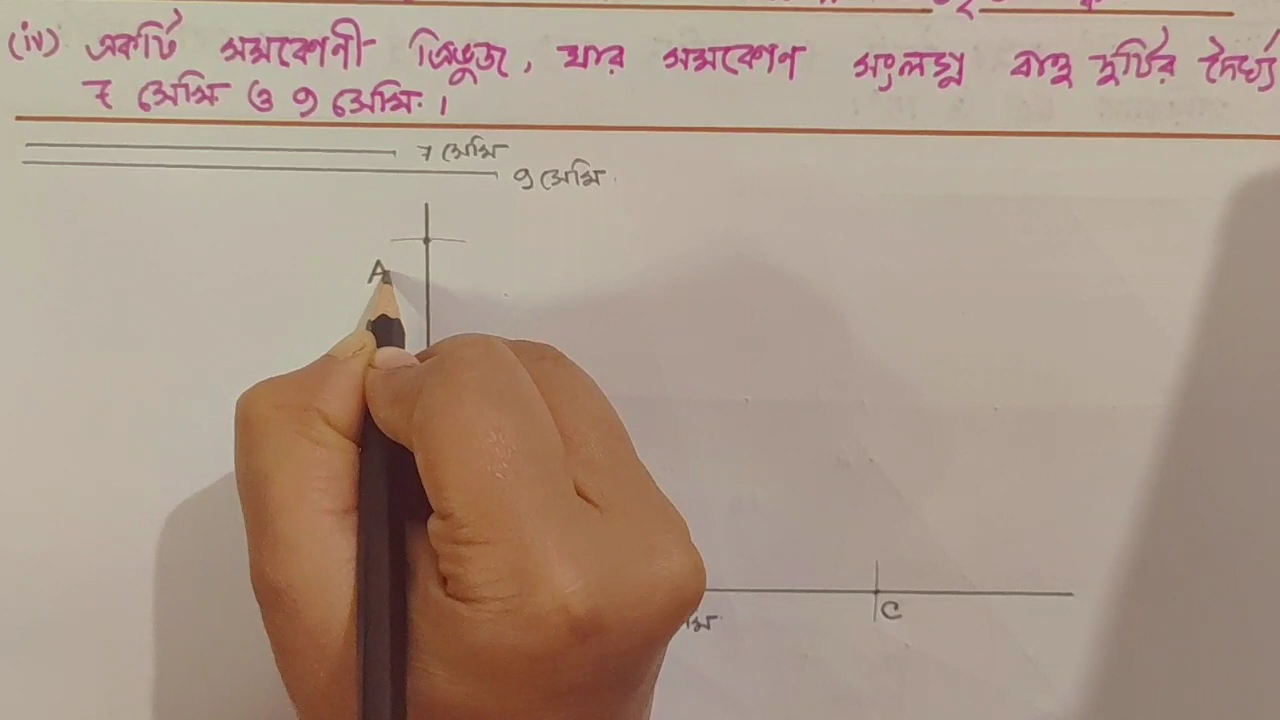 (iv) একটি সমকোণী ত্রিভুজ, যার সমকোণ সংলগ্ন বাহু দুটির দৈর্ঘ্য
৭ সেমি ও ৯ সেমি.।
৭ সেমি
৯ সেমি.
A
C